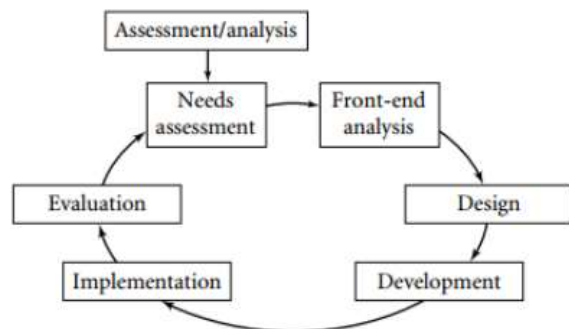 Assessment/analysis
Needs
assessment
Front-end
analysis
Evaluation
Design
Implementation
Development